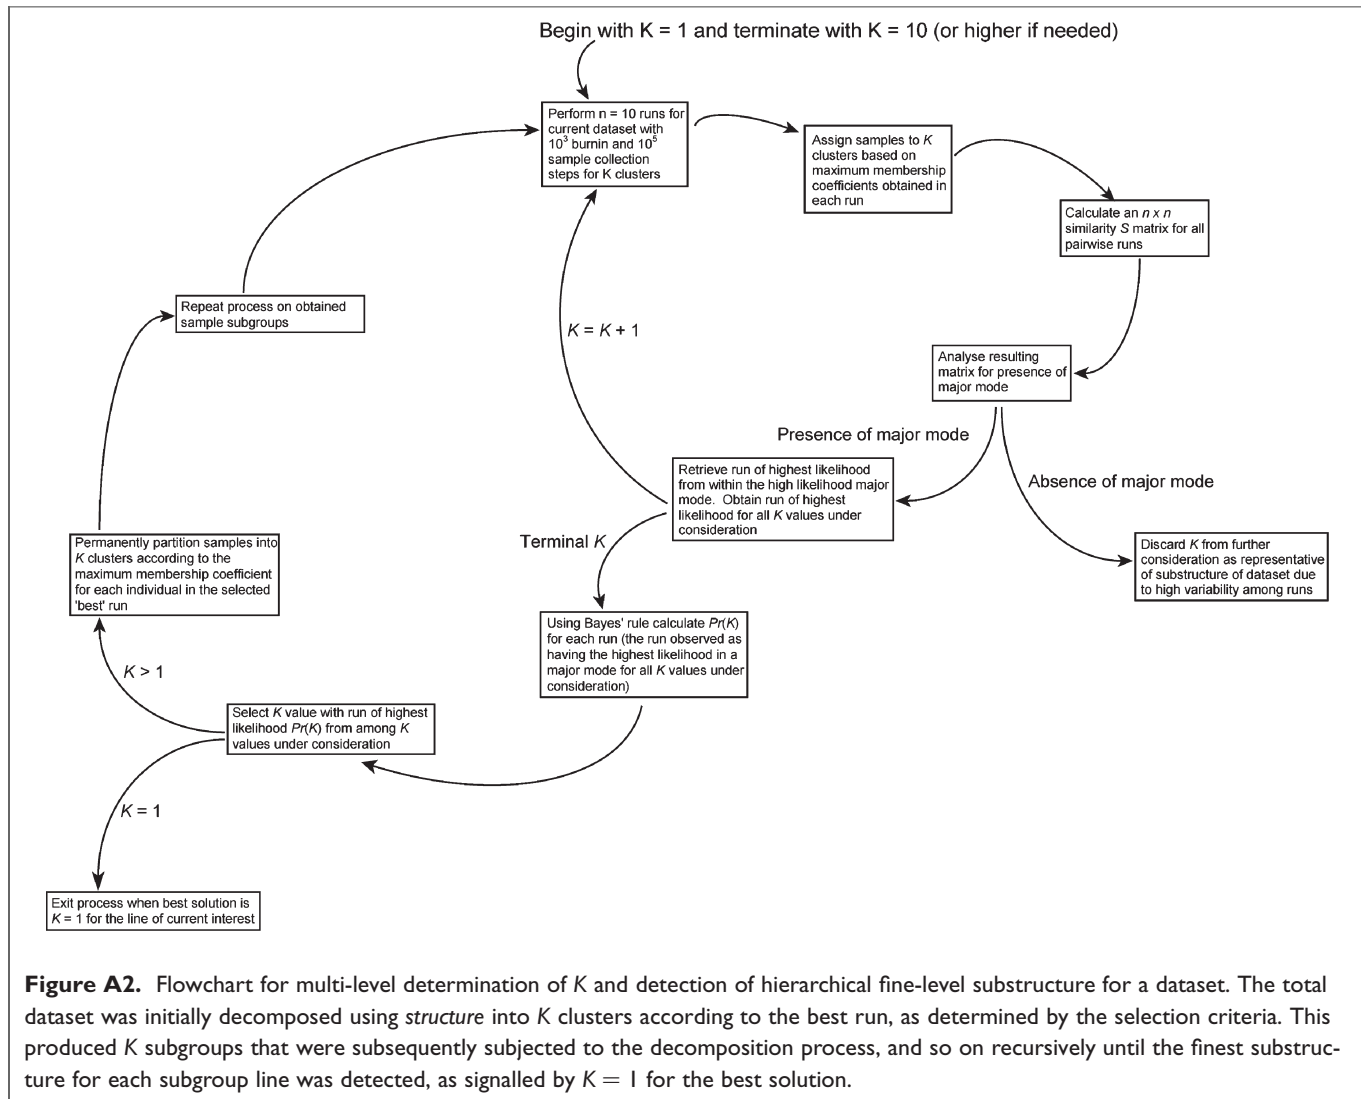 Begin with K = 1 and terminate with K = 10 (or higher if needed)
Perform n = 10 runs for
current dataset with
10³ burnin and 10⁵
sample collection
steps for K clusters
Assign samples to K
clusters based on
maximum membership
coefficients obtained in
each run
Calculate an n x n
similarity S matrix for all
pairwise runs
Repeat process on obtained
sample subgroups
K = K + 1
Analyse resulting
matrix for presence of
major mode
Presence of major mode
Retrieve run of highest likelihood
from within the high likelihood major
mode. Obtain run of highest
likelihood for all K values under
consideration
Absence of major mode
Terminal K
Permanently partition samples into
K clusters according to the
maximum membership coefficient
for each individual in the selected
'best' run
Discard K from further
consideration as representative
of substructure of dataset due
to high variability among runs
Using Bayes' rule calculate Pr(K)
for each run (the run observed as
having the highest likelihood in a
major mode for all K values under
consideration)
K > 1
Select K value with run of highest
likelihood Pr(K) from among K
values under consideration
K = 1
Exit process when best solution is
K = 1 for the line of current interest
Figure A2. Flowchart for multi-level determination of K and detection of hierarchical fine-level substructure for a dataset. The total
dataset was initially decomposed using structure into K clusters according to the best run, as determined by the selection criteria. This
produced K subgroups that were subsequently subjected to the decomposition process, and so on recursively until the finest substruc-
ture for each subgroup line was detected, as signalled by K = 1 for the best solution.